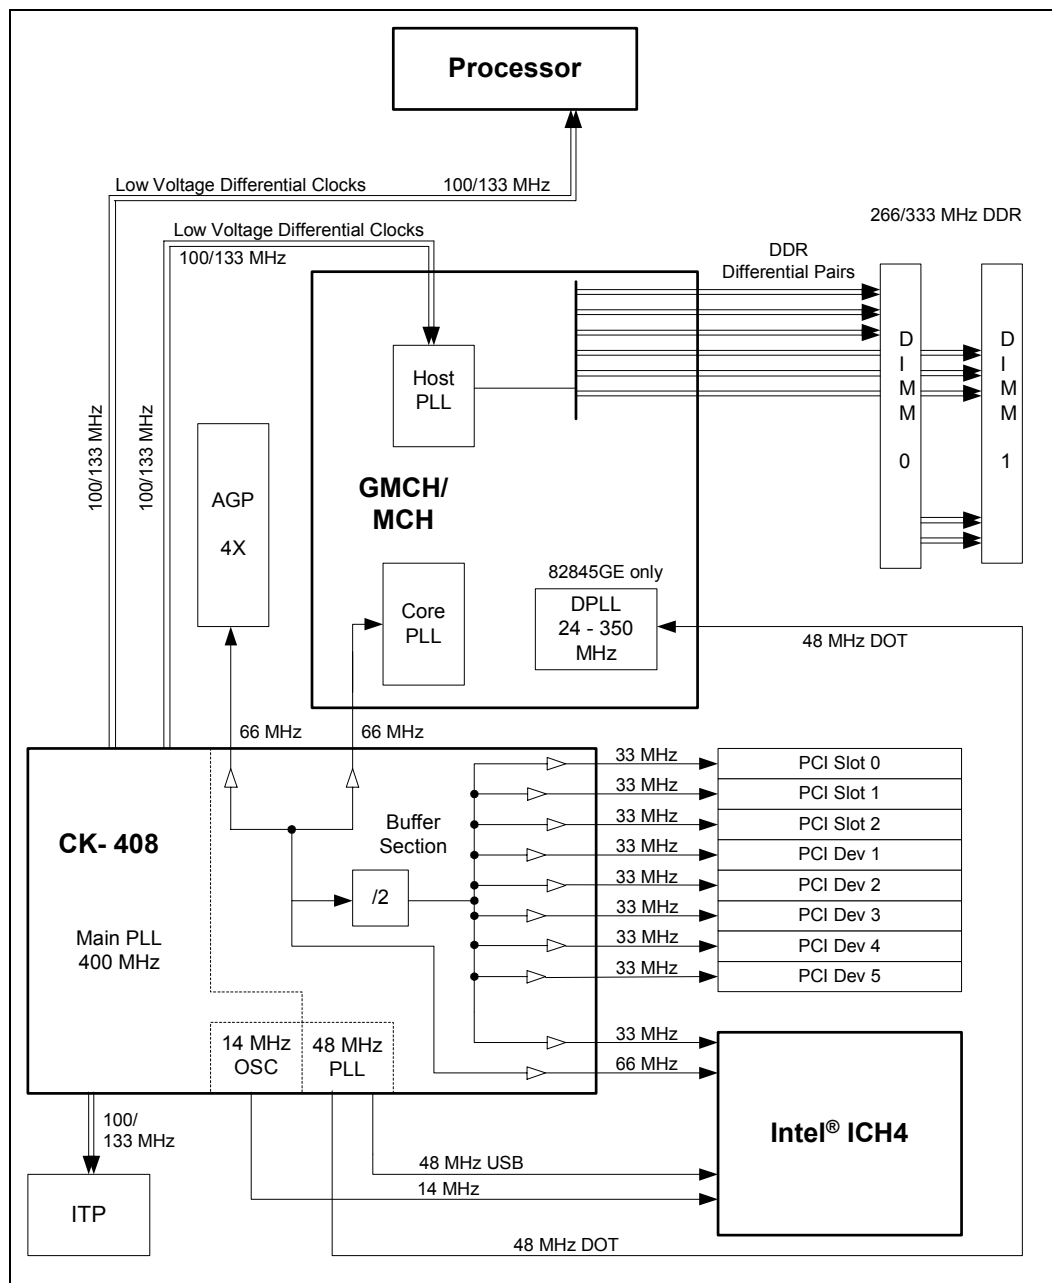 Processor
Low Voltage Differential Clocks
100/133 MHz
Low Voltage Differential Clocks
100/133 MHz
266/333 MHz DDR
DDR
Differential Pairs
DIMM 0
DIMM 1
Host
PLL
100/133 MHz
100/133 MHz
AGP
4X
GMCH/
MCH
82845GE only
Core
PLL
DPLL
24 - 350
MHz
48 MHz DOT
66 MHz
66 MHz
CK- 408
Main PLL
400 MHz
Buffer
Section
/2
33 MHz
PCI Slot 0
33 MHz
PCI Slot 1
33 MHz
PCI Slot 2
33 MHz
PCI Dev 1
33 MHz
PCI Dev 2
33 MHz
PCI Dev 3
33 MHz
PCI Dev 4
33 MHz
PCI Dev 5
33 MHz
66 MHz
14 MHz
OSC
48 MHz
PLL
Intel® ICH4
100/
133 MHz
ITP
48 MHz USB
14 MHz
48 MHz DOT